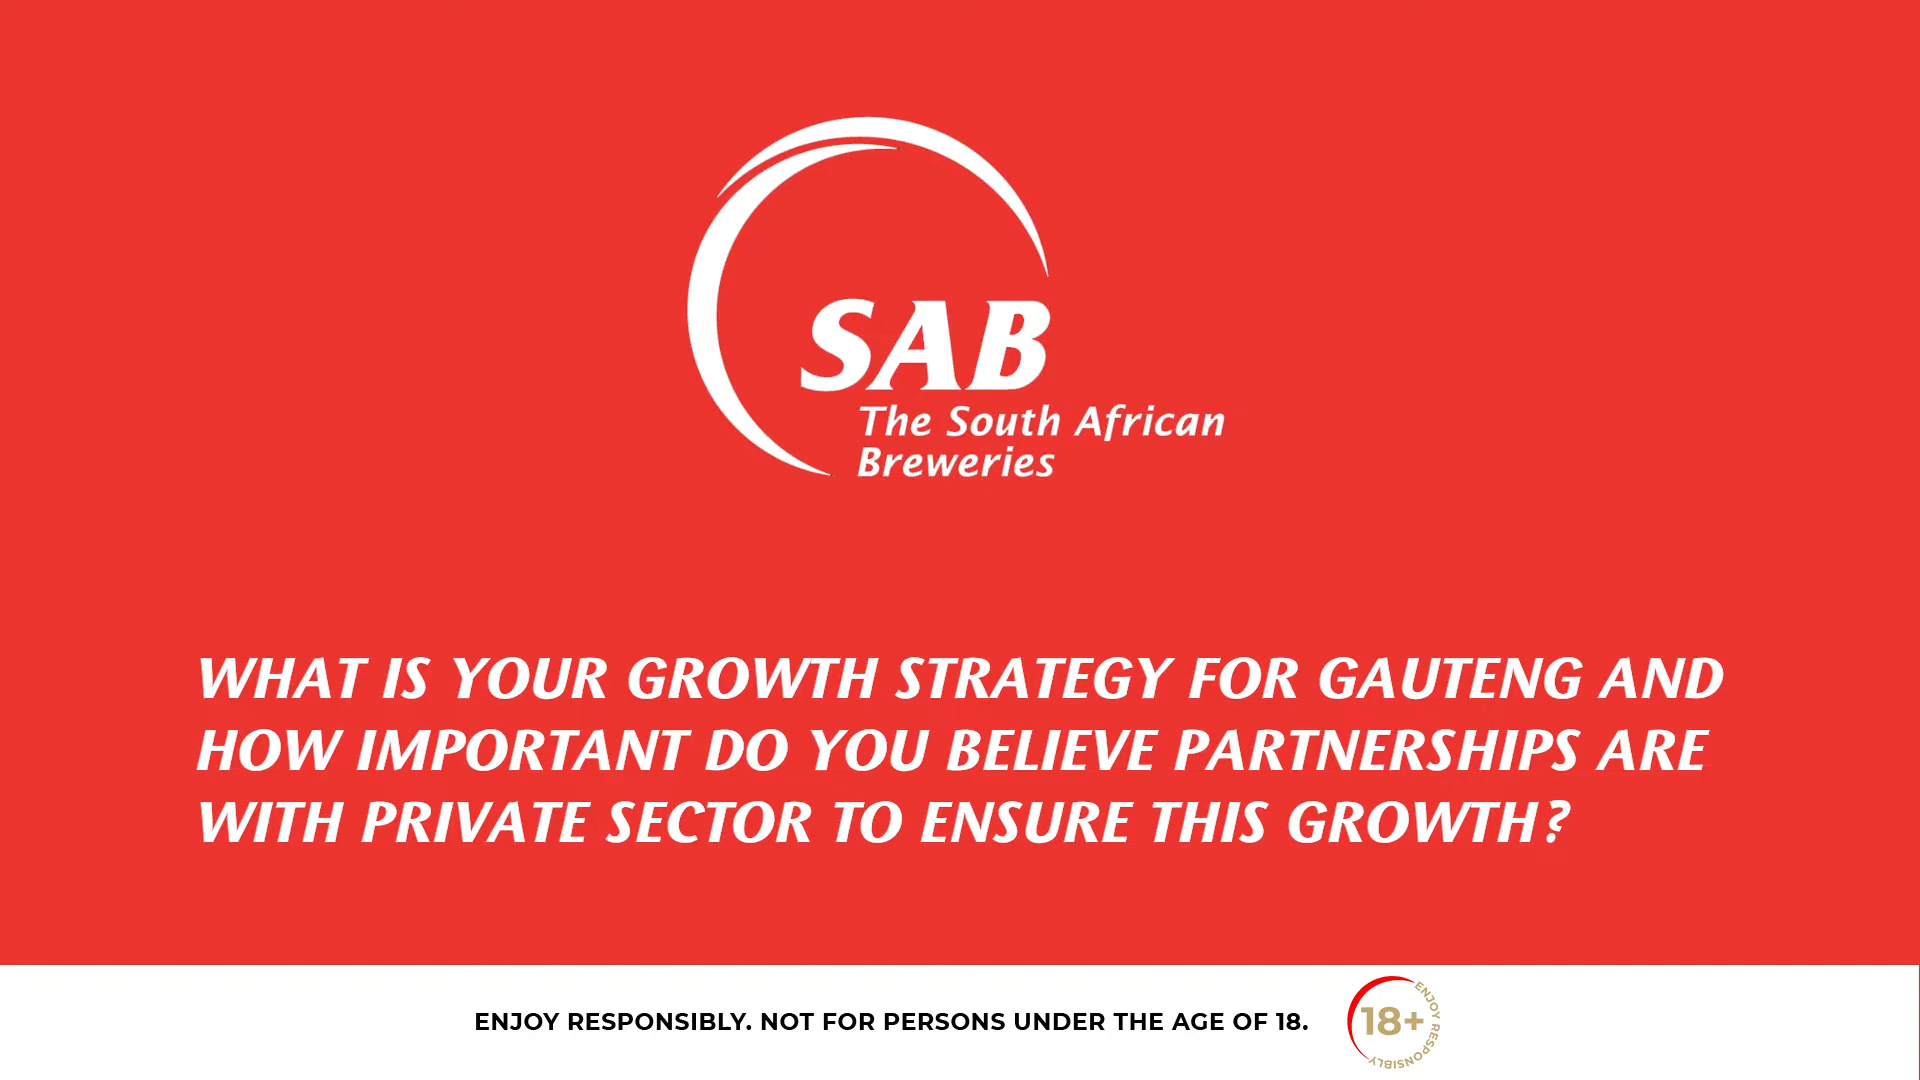 SAB
The South African
Breweries
WHAT IS YOUR GROWTH STRATEGY FOR GAUTENG AND
HOW IMPORTANT DO YOU BELIEVE PARTNERSHIPS ARE
WITH PRIVATE SECTOR TO ENSURE THIS GROWTH?
ENJOY RESPONSIBLY. NOT FOR PERSONS UNDER THE AGE OF 18.
18+
ENJOY RESPONSIBLY